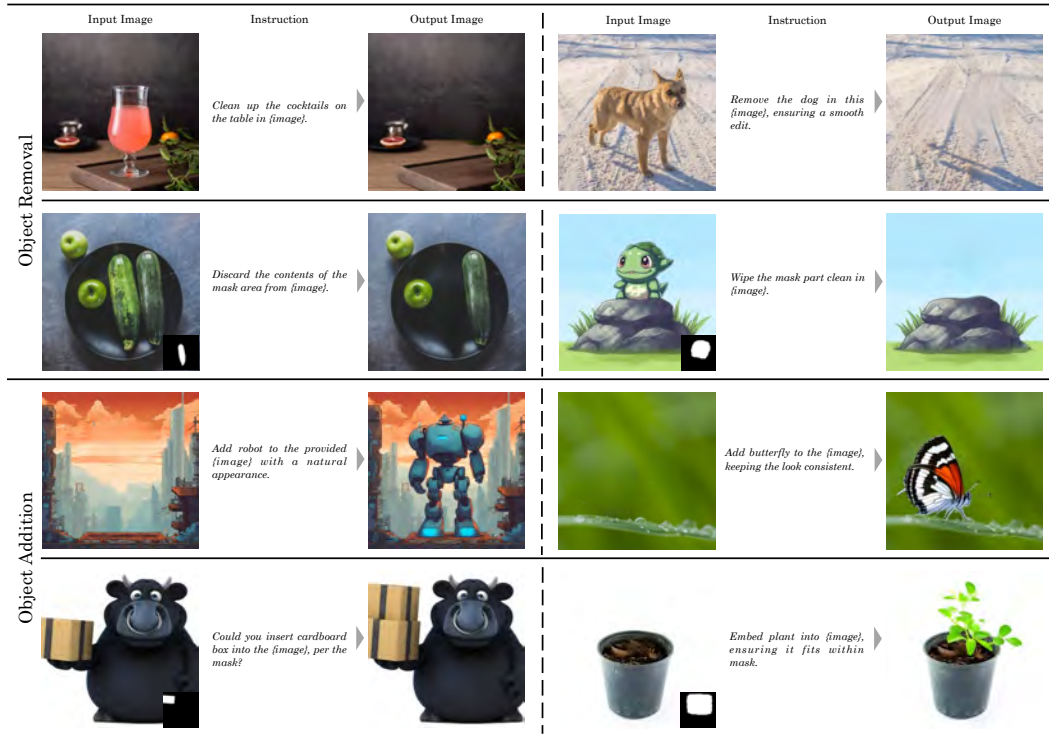 Input Image
Instruction
Output Image
Input Image
Instruction
Output Image
Object Removal
Clean up the cocktails on
the table in {image}.
Remove the dog in this
{image}, ensuring a smooth
edit.
Discard the contents of the
mask area from {image}.
Wipe the mask part clean in
{image}.
Object Addition
Add robot to the provided
{image} with a natural
appearance.
Add butterfly to the {image},
keeping the look consistent.
Could you insert cardboard
box into the {image}, per the
mask?
Embed plant into {image},
ensuring it fits within
mask.